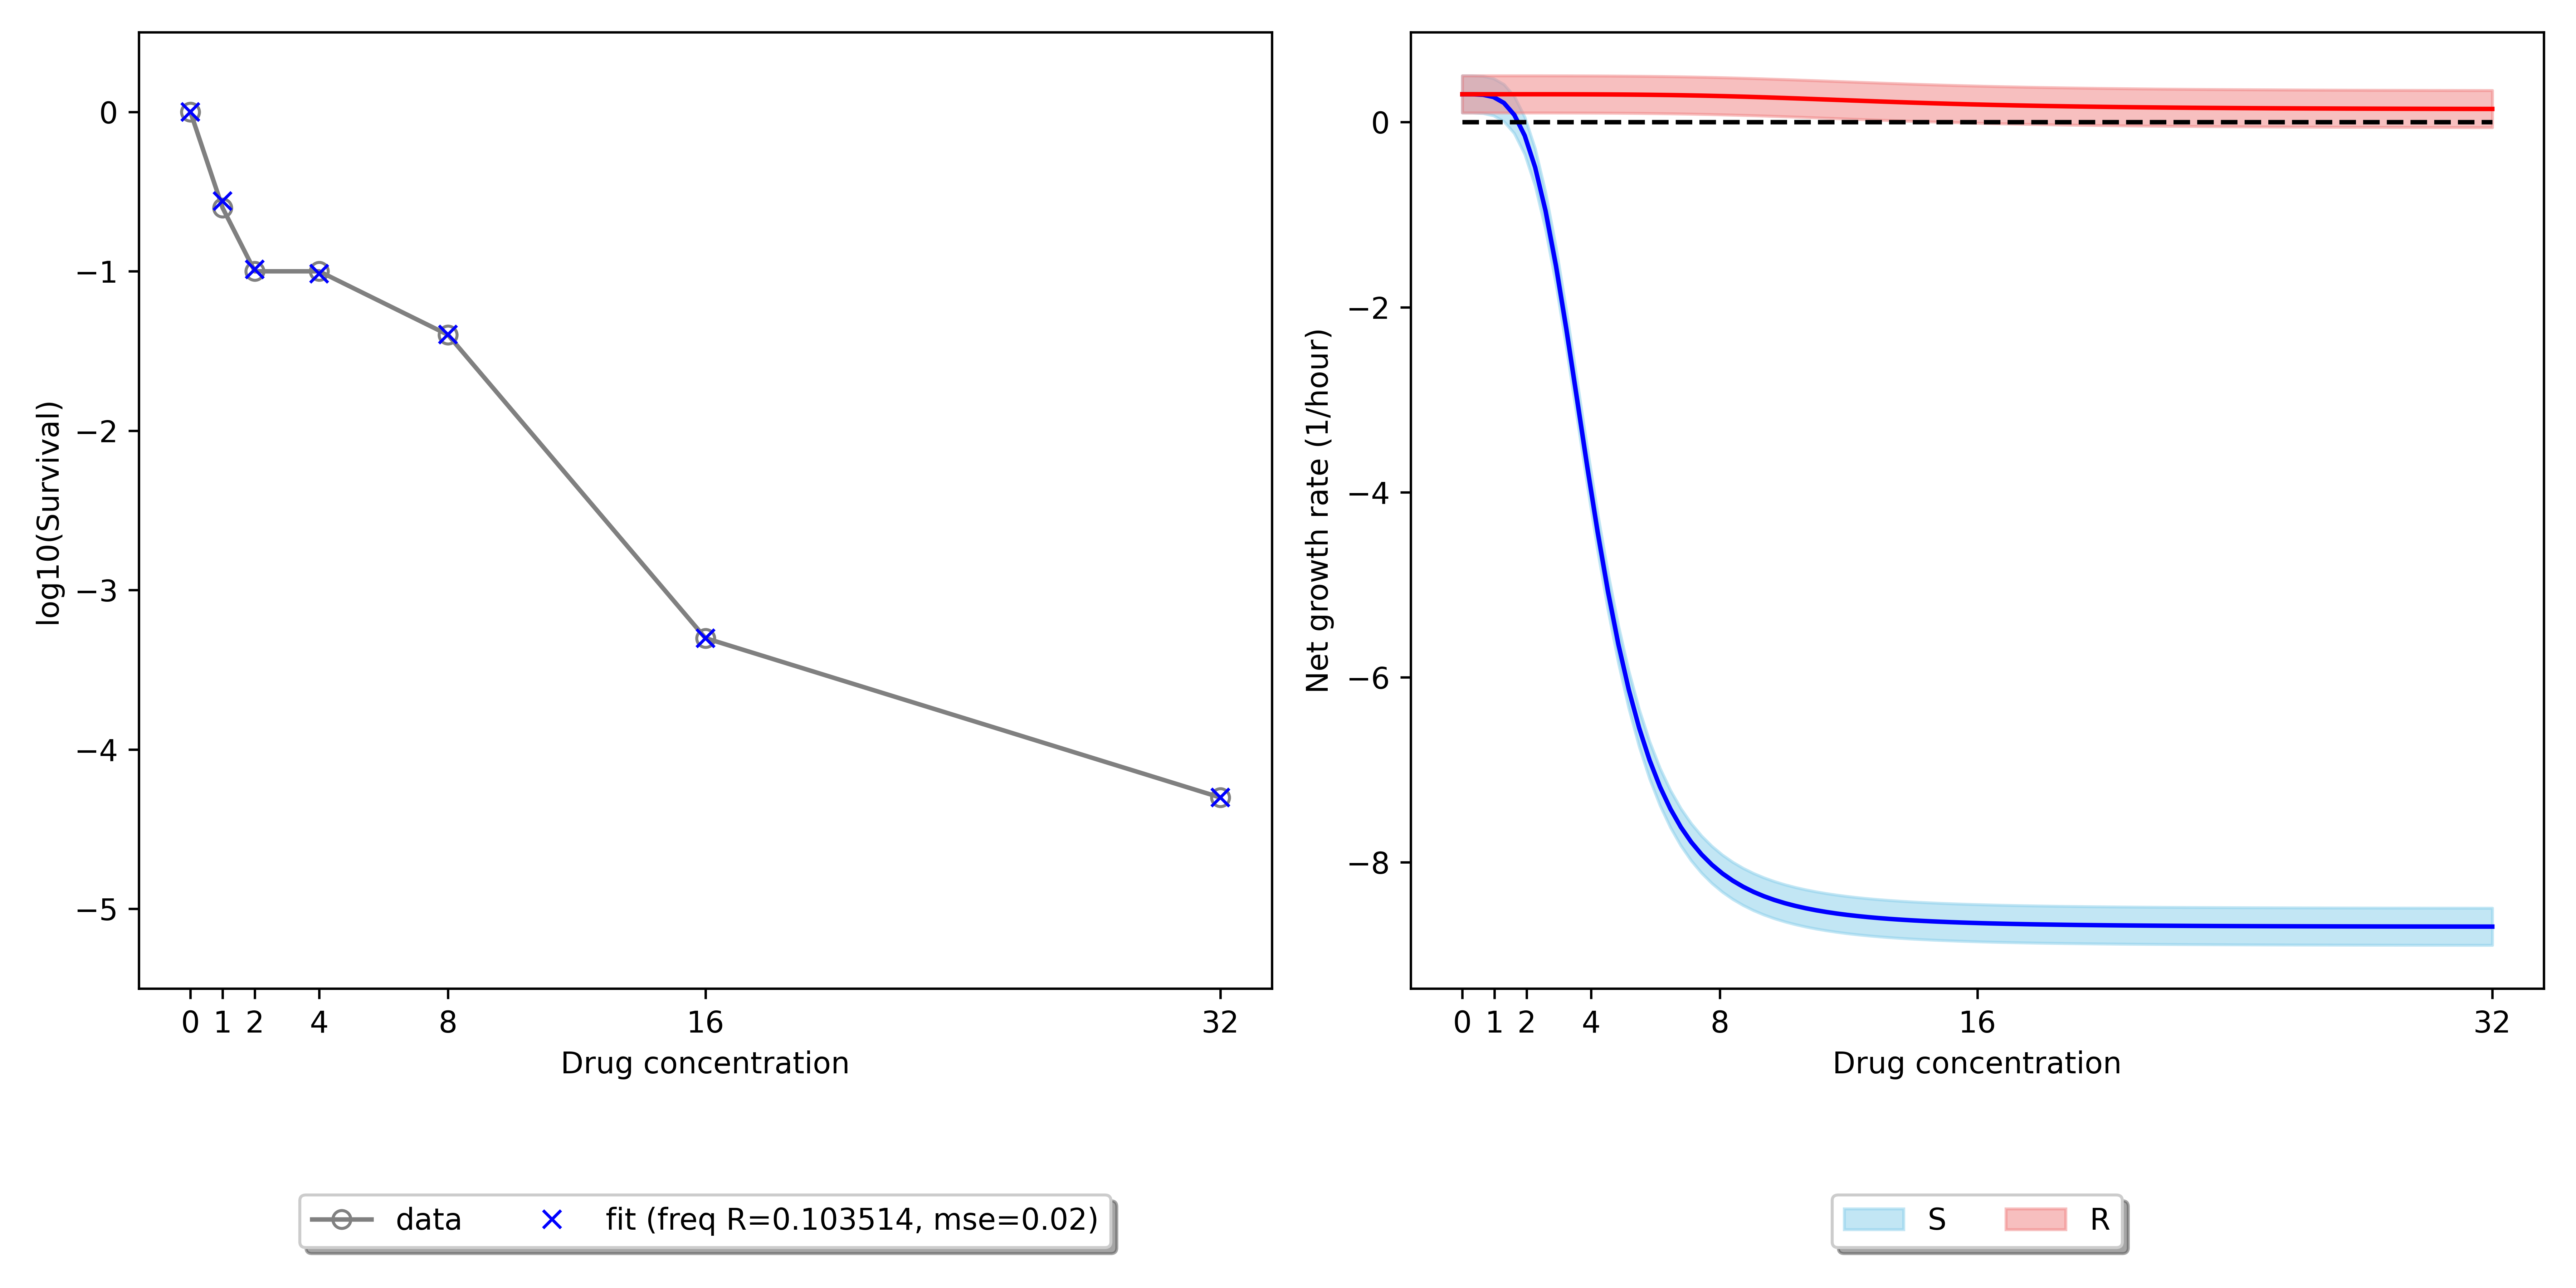 0
−1
−2
−3
−4
−5
log10(Survival)
0 1 2 4 8 16 32
Drug concentration
data fit (freq R=0.103514, mse=0.02)
0
−2
−4
−6
−8
Net growth rate (1/hour)
0 1 2 4 8 16 32
Drug concentration
S R